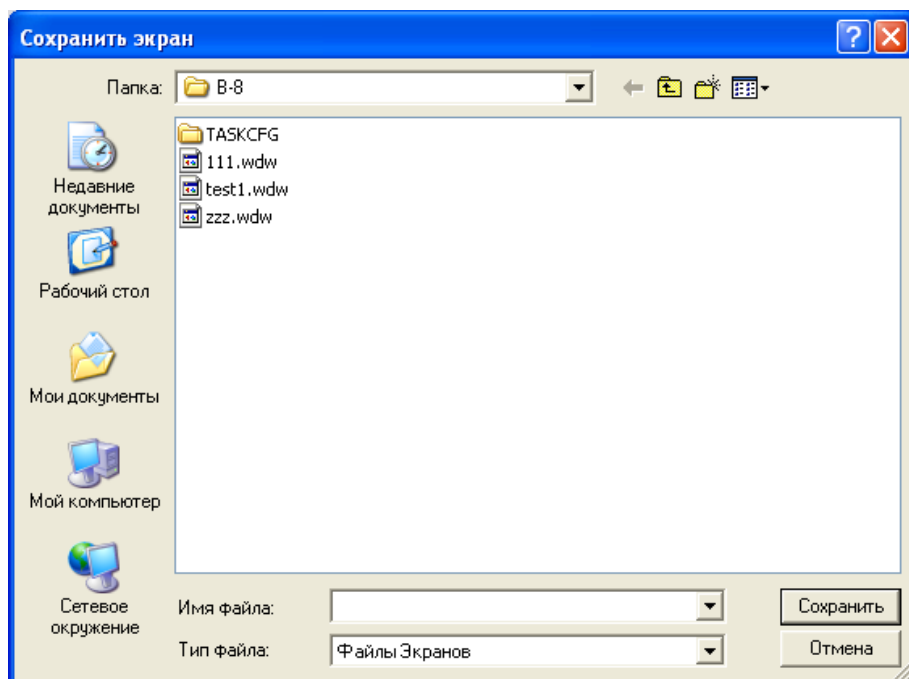 Сохранить экран
Папка:
B-8
TASKCFG
111.wdw
test1.wdw
zzz.wdw
Недавние
документы
Рабочий стол
Мои документы
Мой компьютер
Сетевое
окружение
Имя файла:
Сохранить
Тип файла:
Файлы Экранов
Отмена